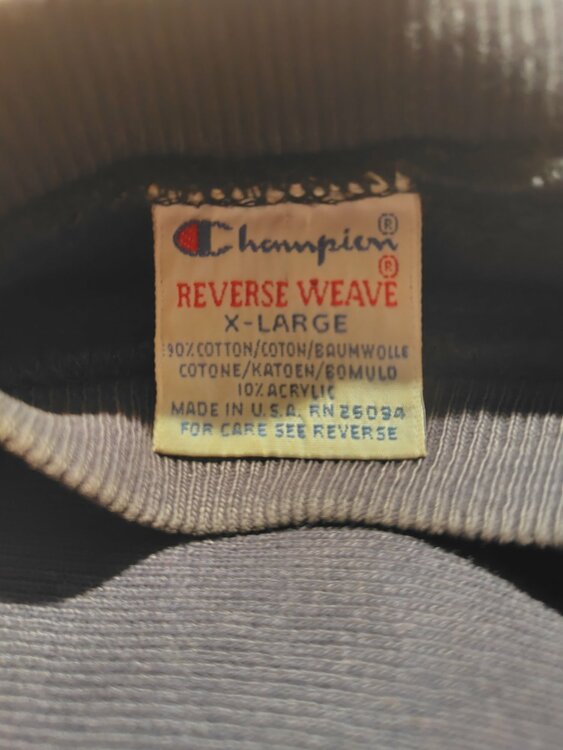 Champion®
®
REVERSE WEAVE
X-LARGE
90% COTTON/COTON/BAUMWOLLE
COTONE/KATOEN/BOMULD
10% ACRYLIC
MADE IN U.S.A. RN 26094
FOR CARE SEE REVERSE